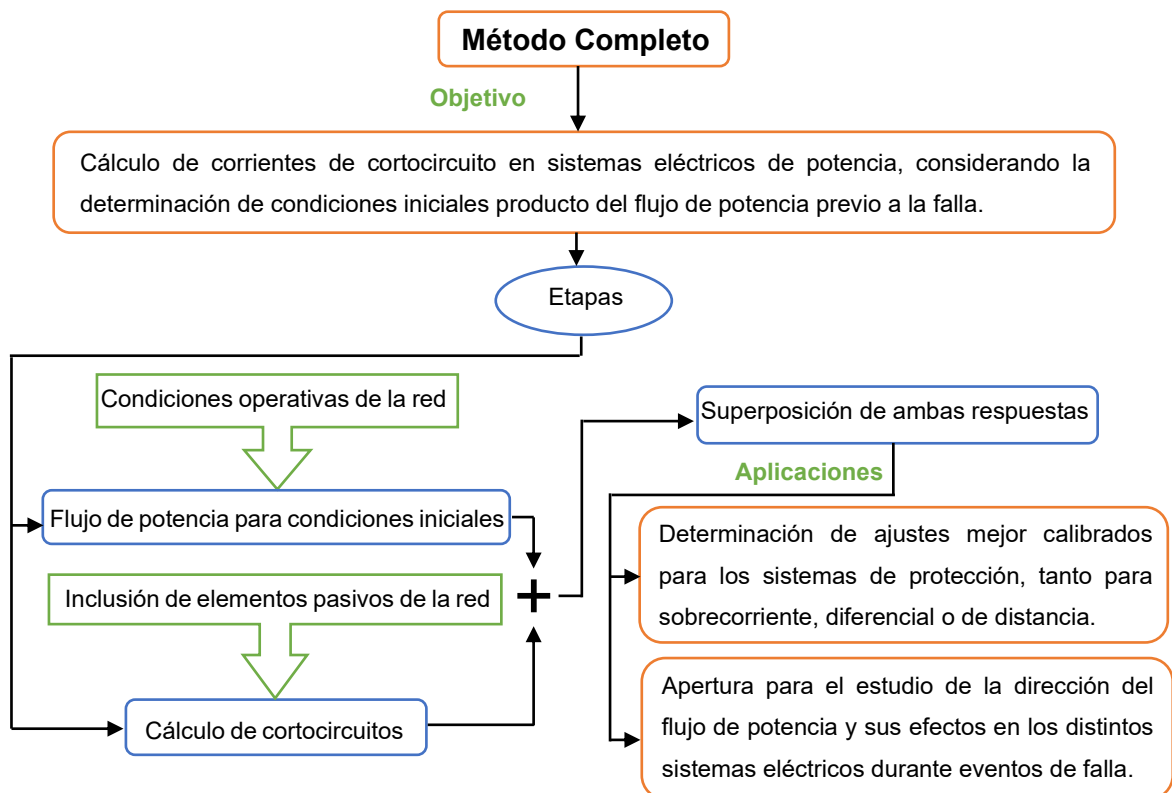 Método Completo
Objetivo
Cálculo de corrientes de cortocircuito en sistemas eléctricos de potencia, considerando la
determinación de condiciones iniciales producto del flujo de potencia previo a la falla.
Etapas
Condiciones operativas de la red
Flujo de potencia para condiciones iniciales
Inclusión de elementos pasivos de la red
Cálculo de cortocircuitos
+
Superposición de ambas respuestas
Aplicaciones
Determinación de ajustes mejor calibrados
para los sistemas de protección, tanto para
sobrecorriente, diferencial o de distancia.
Apertura para el estudio de la dirección del
flujo de potencia y sus efectos en los distintos
sistemas eléctricos durante eventos de falla.